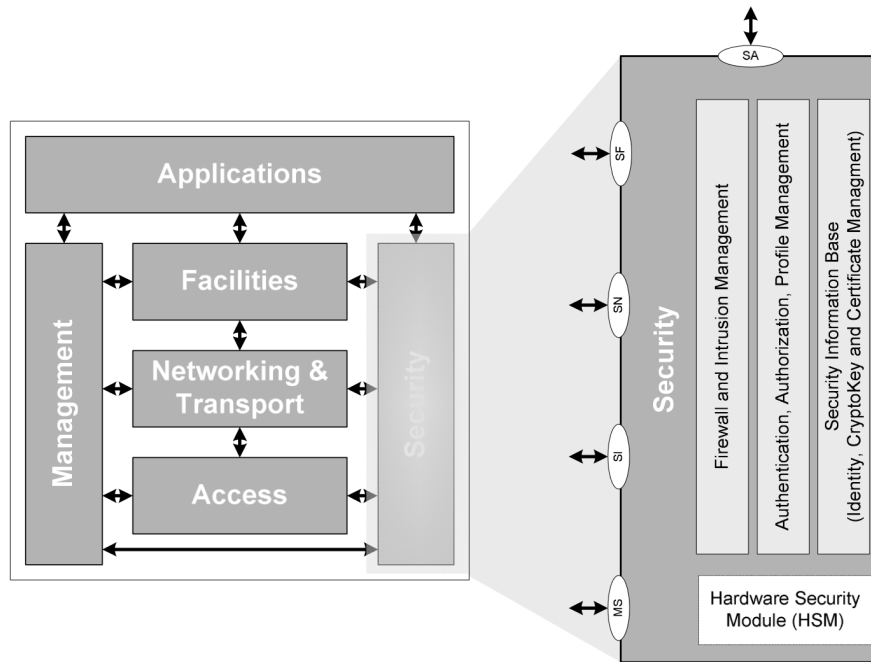 Applications
Management
Facilities
Networking &
Transport
Access
Security
SA
SF
SN
SI
MS
Security
Firewall and Intrusion Management
Authentication, Authorization, Profile Management
Security Information Base
(Identity, CryptoKey and Certificate Managment)
Hardware Security
Module (HSM)